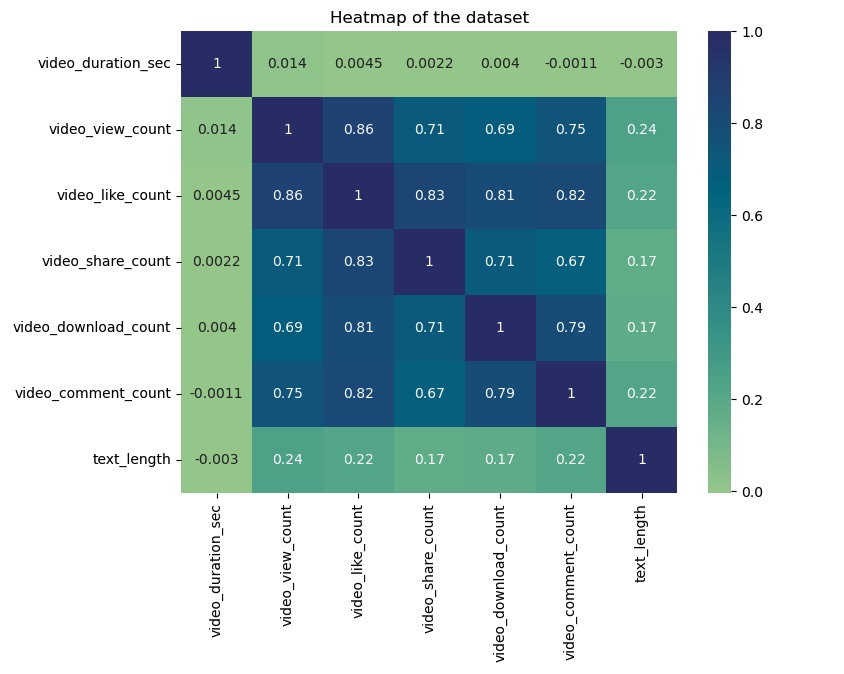 Heatmap of the dataset
video_duration_sec 1 0.014 0.0045 0.0022 0.004 -0.0011 -0.003
video_view_count 0.014 1 0.86 0.71 0.69 0.75 0.24
video_like_count 0.0045 0.86 1 0.83 0.81 0.82 0.22
video_share_count 0.0022 0.71 0.83 1 0.71 0.67 0.17
video_download_count 0.004 0.69 0.81 0.71 1 0.79 0.17
video_comment_count -0.0011 0.75 0.82 0.67 0.79 1 0.22
text_length -0.003 0.24 0.22 0.17 0.17 0.22 1
video_duration_sec
video_view_count
video_like_count
video_share_count
video_download_count
video_comment_count
text_length
1.0
0.8
0.6
0.4
0.2
0.0